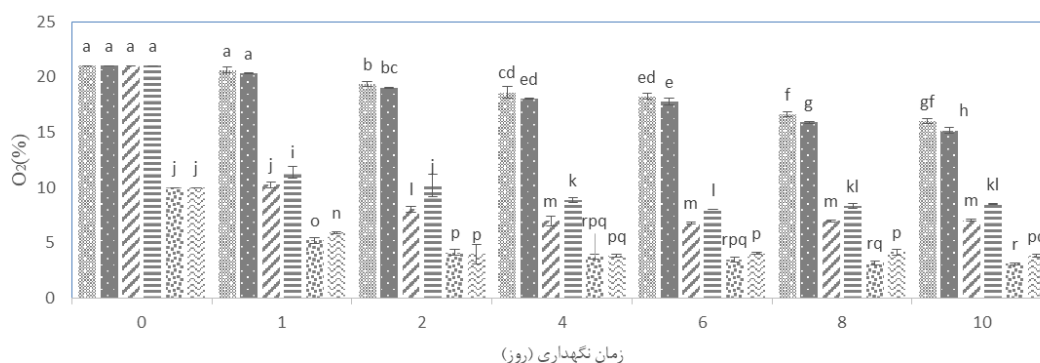 25
20
15
10
5
0
O₂(%)
a a a a j j
a a j i o n
b bc l j p p
cd ed m k rpq pq
ed e m l rpq p
f g m kl rq p
gf h m kl r pq
0 1 2 4 6 8 10
زمان نگهداری (روز)